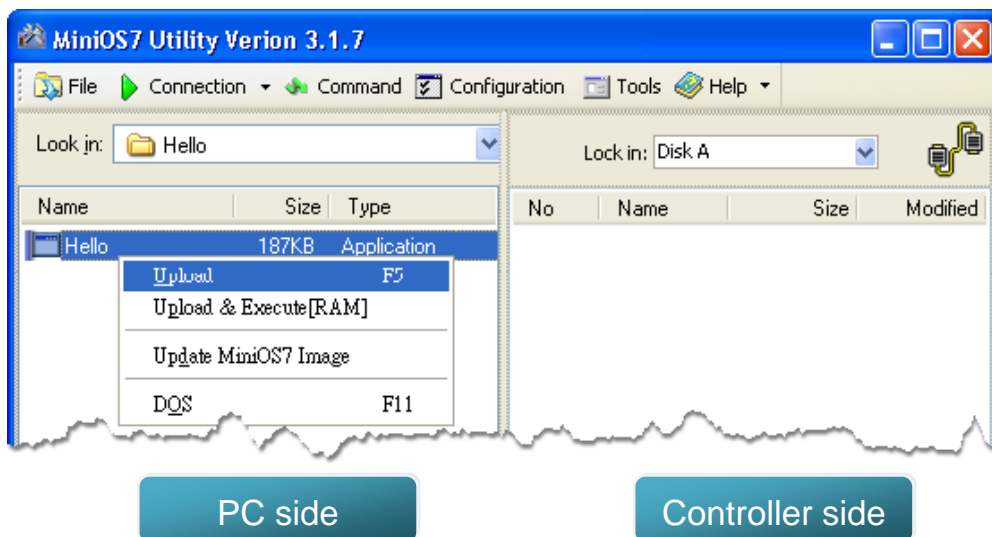 MiniOS7 Utility Verion 3.1.7
File Connection Command Configuration Tools Help
Look in: Hello
Lock in: Disk A
Name Size Type
No Name Size Modified
Hello 187KB Application
Upload F5
Upload & Execute[RAM]
Update MiniOS7 Image
DOS F11
PC side
Controller side